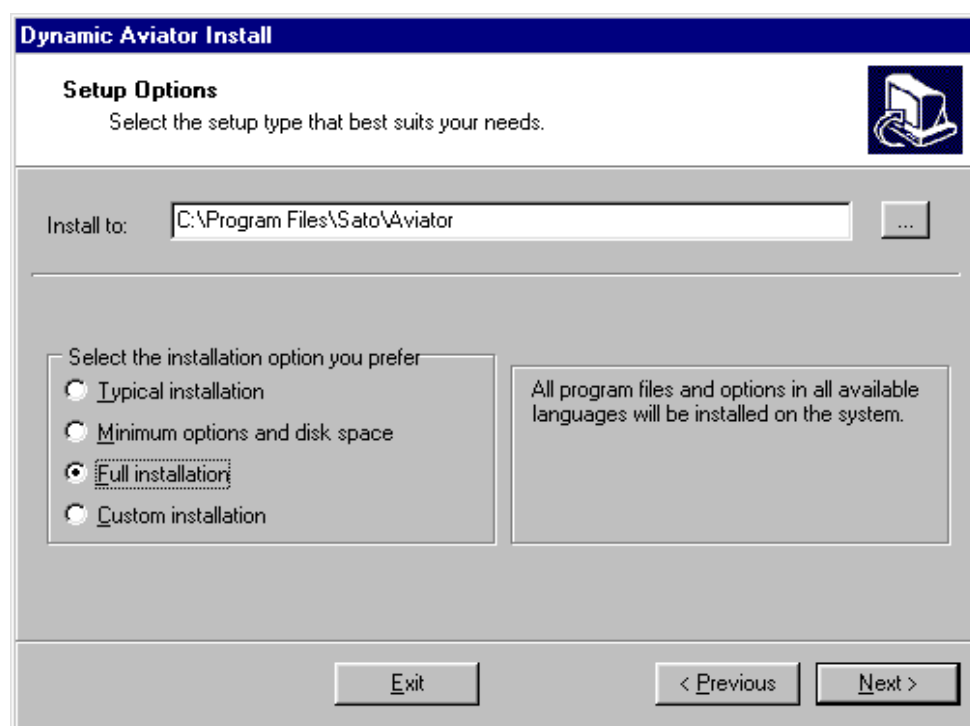 Dynamic Aviator Install
Setup Options
Select the setup type that best suits your needs.
Install to:
C:\Program Files\Sato\Aviator
...
Select the installation option you prefer
Typical installation
Minimum options and disk space
Full installation
Custom installation
All program files and options in all available
languages will be installed on the system.
Exit
< Previous
Next >